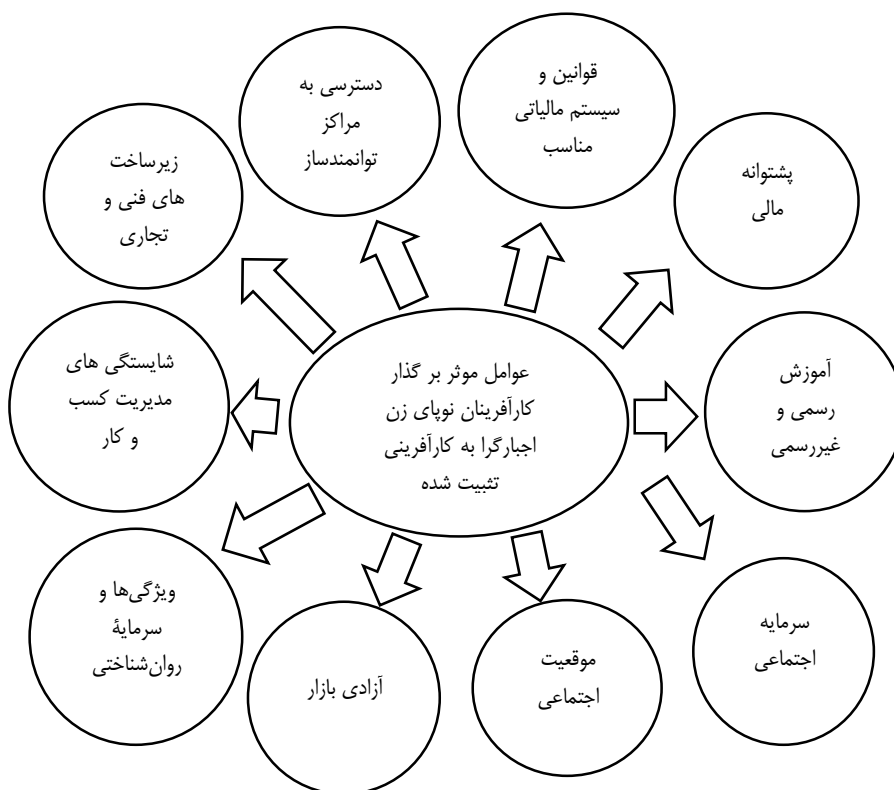 قوانین و
سیستم مالیاتی
مناسب
دسترسی به
مراکز
توانمندساز
پشتوانه
مالی
زیرساخت
های فنی و
تجاری
شایستگی های
مدیریت کسب
و کار
عوامل موثر بر گذار
کارآفرینان نوپای زن
اجبارگرا به کارآفرینی
تثبیت شده
آموزش
رسمی و
غیررسمی
ویژگی‌ها و
سرمایهٔ
روان‌شناختی
سرمایه
اجتماعی
موقعیت
اجتماعی
آزادی بازار